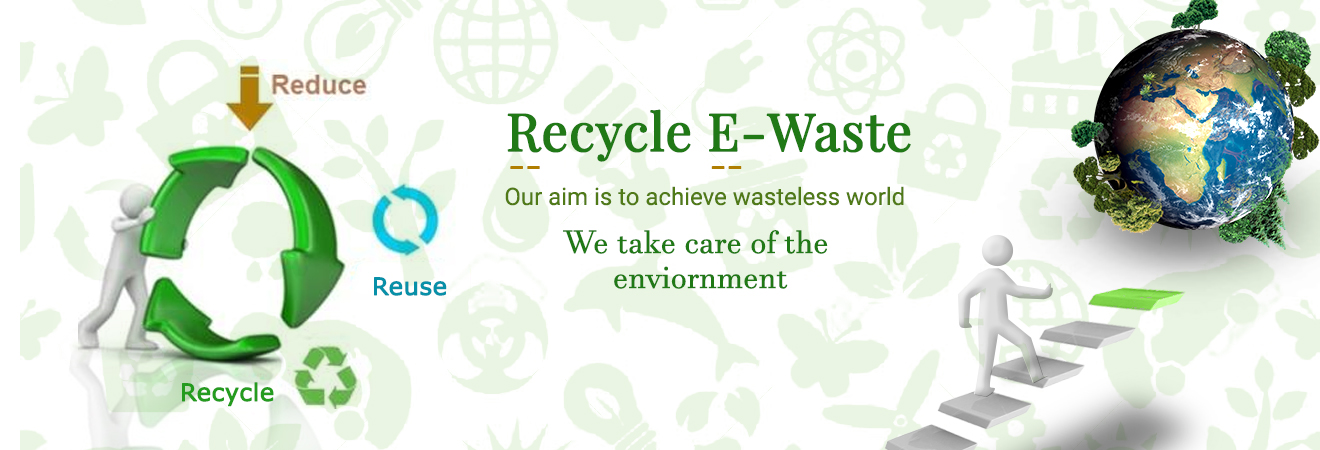 Reduce
Recycle E-Waste
Our aim is to achieve wasteless world
We take care of the
enviornment
Reuse
Recycle